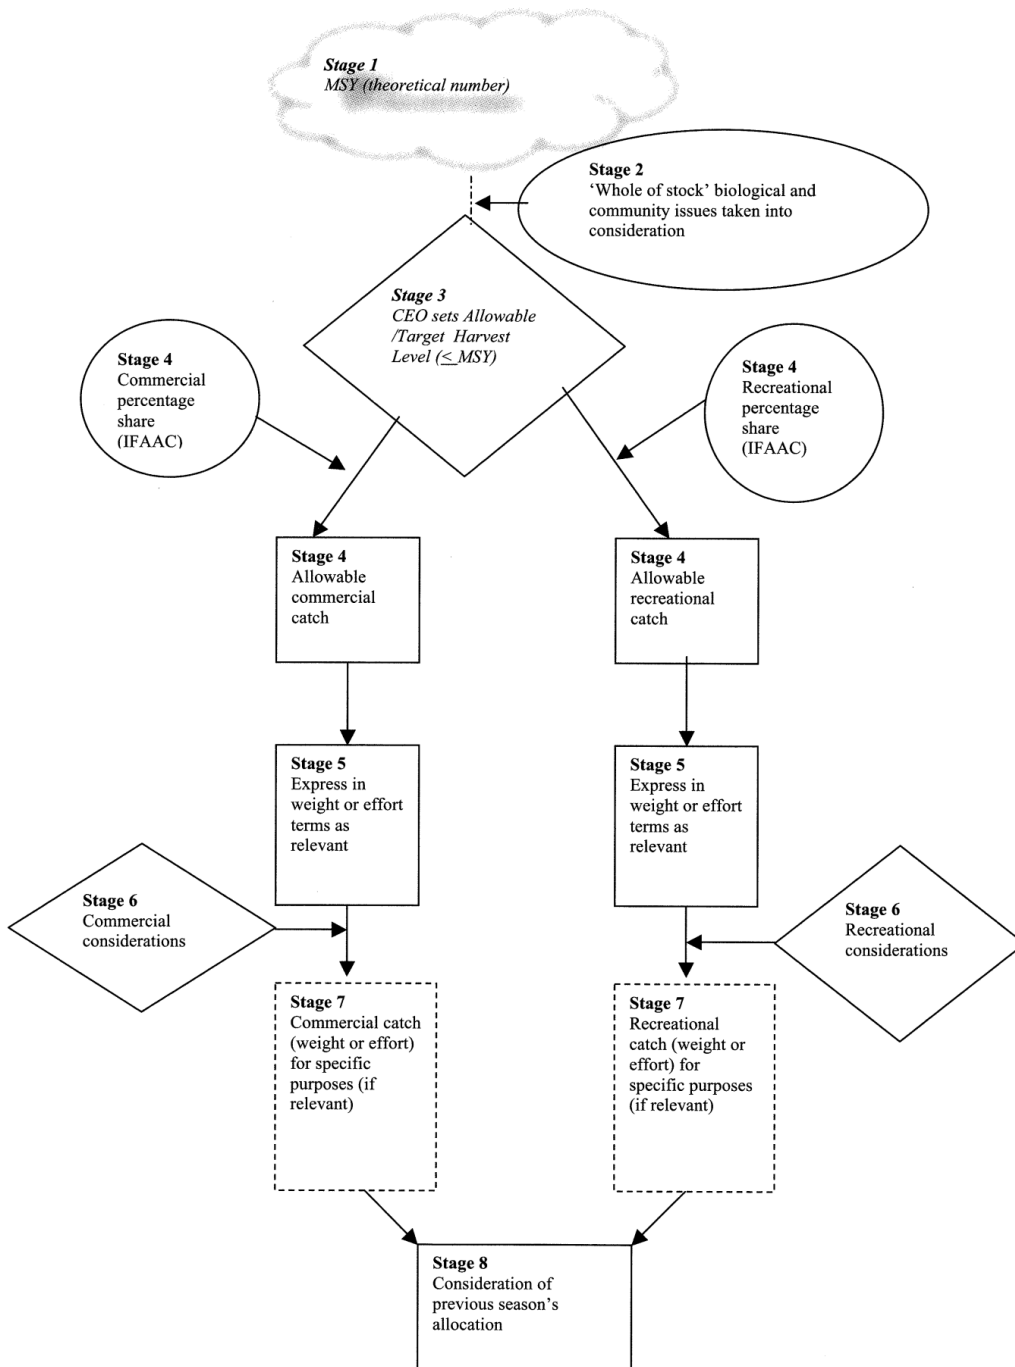 Stage 1
MSY (theoretical number)
Stage 2
‘Whole of stock’ biological and
community issues taken into
consideration
Stage 3
CEO sets Allowable
/Target Harvest
Level (≤ MSY)
Stage 4
Commercial
percentage
share
(IFAAC)
Stage 4
Recreational
percentage
share
(IFAAC)
Stage 4
Allowable
commercial
catch
Stage 4
Allowable
recreational
catch
Stage 5
Express in
weight or effort
terms as
relevant
Stage 5
Express in
weight or effort
terms as
relevant
Stage 6
Commercial
considerations
Stage 6
Recreational
considerations
Stage 7
Commercial catch
(weight or effort)
for specific
purposes (if
relevant)
Stage 7
Recreational
catch (weight or
effort) for
specific purposes
(if relevant)
Stage 8
Consideration of
previous season’s
allocation